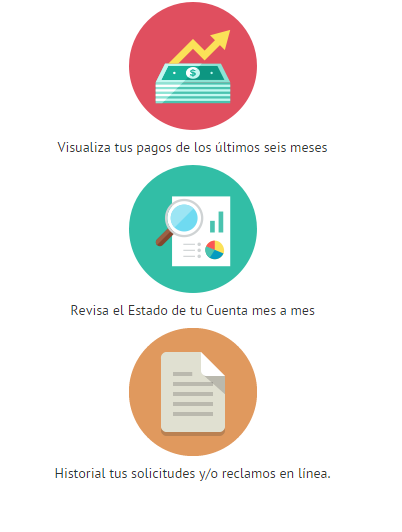 $
Visualiza tus pagos de los últimos seis meses
Revisa el Estado de tu Cuenta mes a mes
Historial tus solicitudes y/o reclamos en línea.